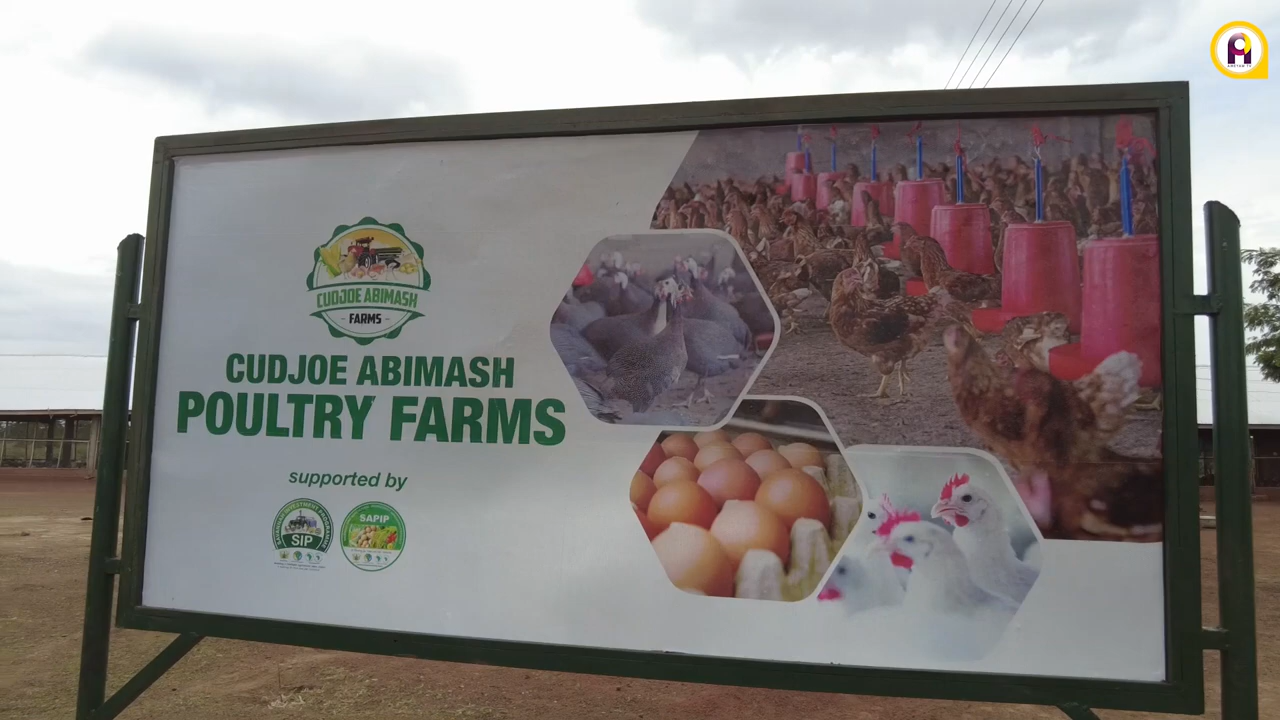 CUDJOE ABIMASH
FARMS
CUDJOE ABIMASH
POULTRY FARMS
supported by
SIP
SAPIP